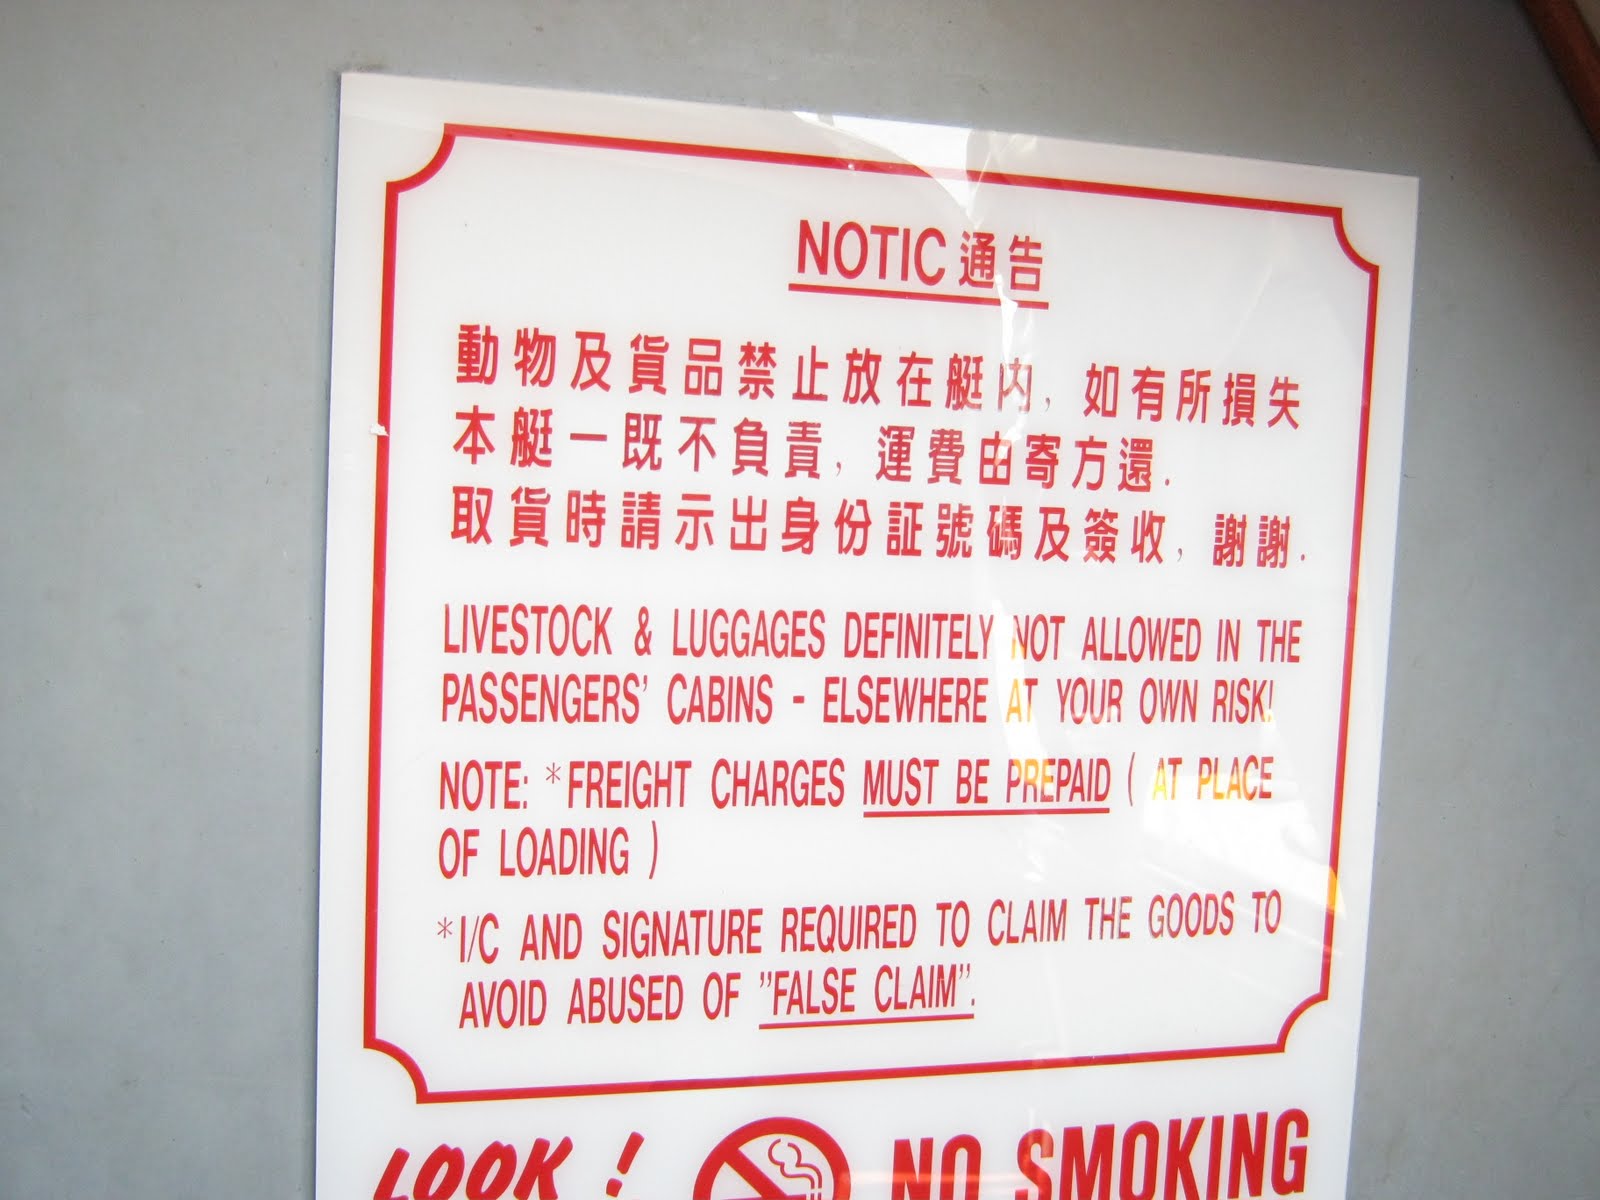 NOTIC 通告
動物及貨品禁止放在艇內, 如有所損失
本艇一既不負責, 運費由寄方還.
取貨時請示出身份証號碼及簽收, 謝謝.
LIVESTOCK & LUGGAGES DEFINITELY NOT ALLOWED IN THE
PASSENGERS' CABINS - ELSEWHERE AT YOUR OWN RISK!
NOTE: *FREIGHT CHARGES MUST BE PREPAID ( AT PLACE
OF LOADING )
*I/C AND SIGNATURE REQUIRED TO CLAIM THE GOODS TO
AVOID ABUSED OF "FALSE CLAIM".
LOOK ! NO SMOKING